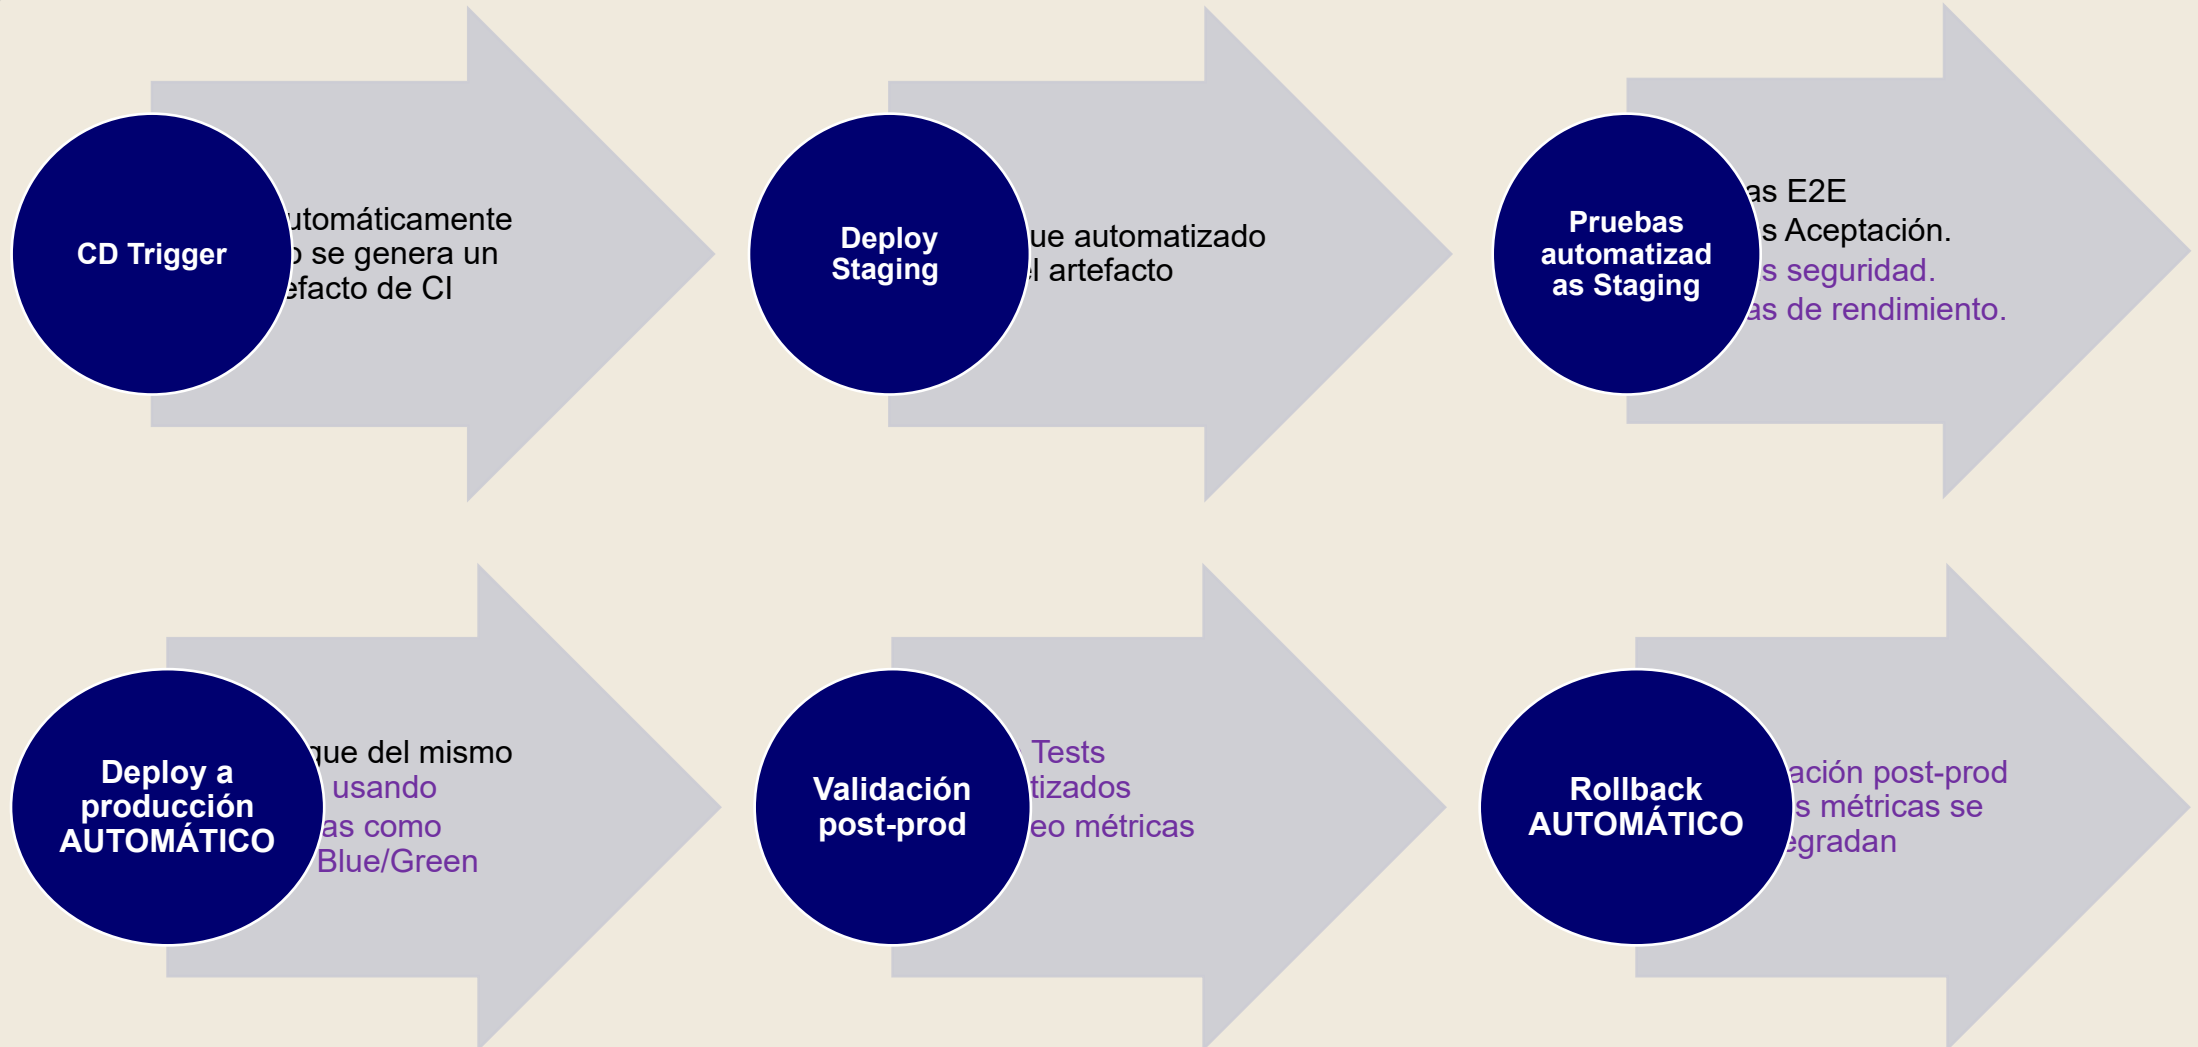 CD Trigger
utomáticamente
o se genera un
efacto de CI
Deploy
Staging
ue automatizado
el artefacto
Pruebas
automatizad
as Staging
as E2E
s Aceptación.
s seguridad.
as de rendimiento.
Deploy a
producción
AUTOMÁTICO
que del mismo
usando
as como
Blue/Green
Validación
post-prod
Tests
tizados
eo métricas
Rollback
AUTOMÁTICO
ación post-prod
s métricas se
egradan